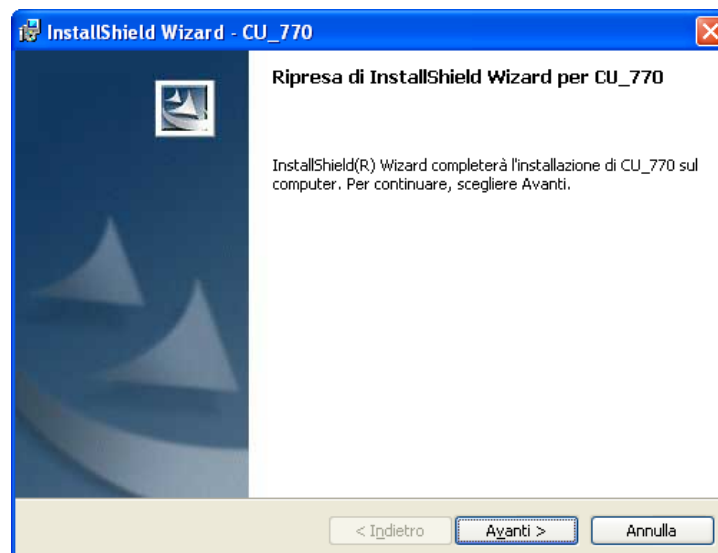 InstallShield Wizard - CU_770
Ripresa di InstallShield Wizard per CU_770
InstallShield(R) Wizard completerà l'installazione di CU_770 sul
computer. Per continuare, scegliere Avanti.
< Indietro
Avanti >
Annulla